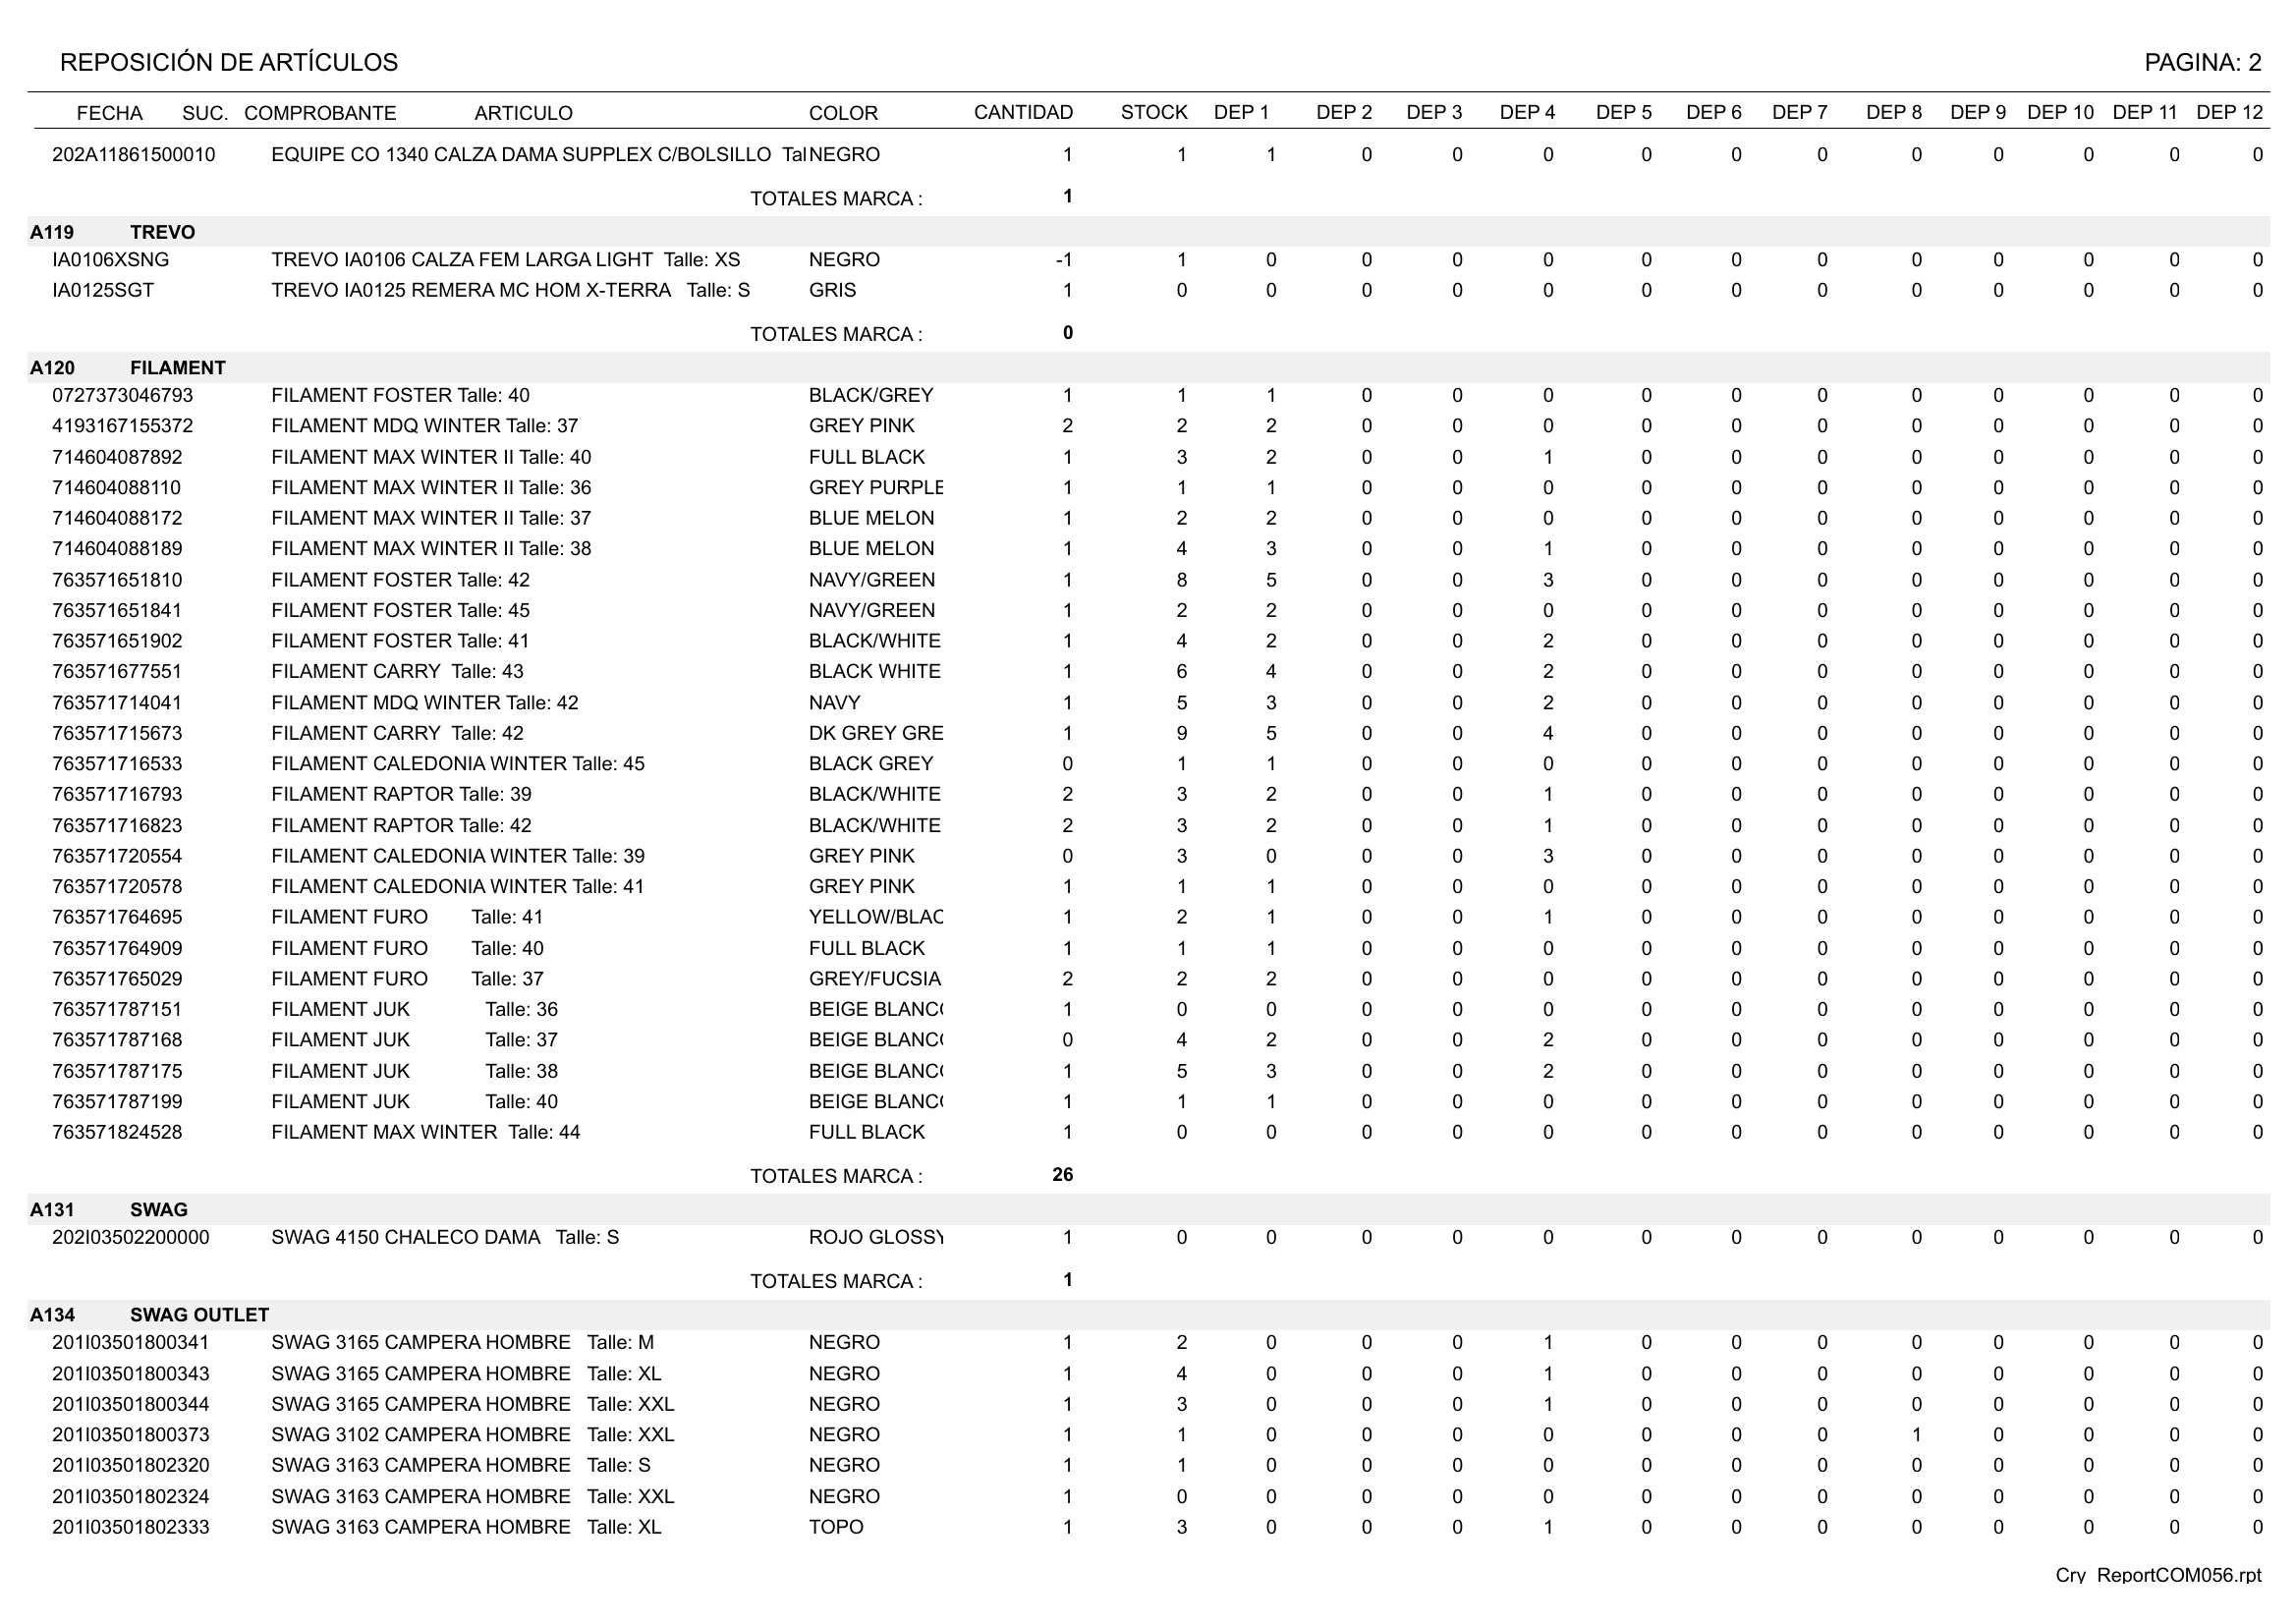 REPOSICIÓN DE ARTÍCULOS PAGINA: 2
FECHA SUC. COMPROBANTE ARTICULO COLOR CANTIDAD STOCK DEP 1 DEP 2 DEP 3 DEP 4 DEP 5 DEP 6 DEP 7 DEP 8 DEP 9 DEP 10 DEP 11 DEP 12
202A11861500010 EQUIPE CO 1340 CALZA DAMA SUPPLEX C/BOLSILLO Tal NEGRO 1 1 1 0 0 0 0 0 0 0 0 0 0 0
TOTALES MARCA : 1
A119 TREVO
IA0106XSNG TREVO IA0106 CALZA FEM LARGA LIGHT Talle: XS NEGRO -1 1 0 0 0 0 0 0 0 0 0 0 0 0
IA0125SGT TREVO IA0125 REMERA MC HOM X-TERRA Talle: S GRIS 1 0 0 0 0 0 0 0 0 0 0 0 0 0
TOTALES MARCA : 0
A120 FILAMENT
0727373046793 FILAMENT FOSTER Talle: 40 BLACK/GREY 1 1 1 0 0 0 0 0 0 0 0 0 0 0
4193167155372 FILAMENT MDQ WINTER Talle: 37 GREY PINK 2 2 2 0 0 0 0 0 0 0 0 0 0 0
714604087892 FILAMENT MAX WINTER II Talle: 40 FULL BLACK 1 3 2 0 0 1 0 0 0 0 0 0 0 0
714604088110 FILAMENT MAX WINTER II Talle: 36 GREY PURPLE 1 1 1 0 0 0 0 0 0 0 0 0 0 0
714604088172 FILAMENT MAX WINTER II Talle: 37 BLUE MELON 1 2 2 0 0 0 0 0 0 0 0 0 0 0
714604088189 FILAMENT MAX WINTER II Talle: 38 BLUE MELON 1 4 3 0 0 1 0 0 0 0 0 0 0 0
763571651810 FILAMENT FOSTER Talle: 42 NAVY/GREEN 1 8 5 0 0 3 0 0 0 0 0 0 0 0
763571651841 FILAMENT FOSTER Talle: 45 NAVY/GREEN 1 2 2 0 0 0 0 0 0 0 0 0 0 0
763571651902 FILAMENT FOSTER Talle: 41 BLACK/WHITE 1 4 2 0 0 2 0 0 0 0 0 0 0 0
763571677551 FILAMENT CARRY Talle: 43 BLACK WHITE 1 6 4 0 0 2 0 0 0 0 0 0 0 0
763571714041 FILAMENT MDQ WINTER Talle: 42 NAVY 1 5 3 0 0 2 0 0 0 0 0 0 0 0
763571715673 FILAMENT CARRY Talle: 42 DK GREY GRE 1 9 5 0 0 4 0 0 0 0 0 0 0 0
763571716533 FILAMENT CALEDONIA WINTER Talle: 45 BLACK GREY 0 1 1 0 0 0 0 0 0 0 0 0 0 0
763571716793 FILAMENT RAPTOR Talle: 39 BLACK/WHITE 2 3 2 0 0 1 0 0 0 0 0 0 0 0
763571716823 FILAMENT RAPTOR Talle: 42 BLACK/WHITE 2 3 2 0 0 1 0 0 0 0 0 0 0 0
763571720554 FILAMENT CALEDONIA WINTER Talle: 39 GREY PINK 0 3 0 0 0 3 0 0 0 0 0 0 0 0
763571720578 FILAMENT CALEDONIA WINTER Talle: 41 GREY PINK 1 1 1 0 0 0 0 0 0 0 0 0 0 0
763571764695 FILAMENT FURO Talle: 41 YELLOW/BLAC 1 2 1 0 0 1 0 0 0 0 0 0 0 0
763571764909 FILAMENT FURO Talle: 40 FULL BLACK 1 1 1 0 0 0 0 0 0 0 0 0 0 0
763571765029 FILAMENT FURO Talle: 37 GREY/FUCSIA 2 2 2 0 0 0 0 0 0 0 0 0 0 0
763571787151 FILAMENT JUK Talle: 36 BEIGE BLANCO 1 0 0 0 0 0 0 0 0 0 0 0 0 0
763571787168 FILAMENT JUK Talle: 37 BEIGE BLANCO 0 4 2 0 0 2 0 0 0 0 0 0 0 0
763571787175 FILAMENT JUK Talle: 38 BEIGE BLANCO 1 5 3 0 0 2 0 0 0 0 0 0 0 0
763571787199 FILAMENT JUK Talle: 40 BEIGE BLANCO 1 1 1 0 0 0 0 0 0 0 0 0 0 0
763571824528 FILAMENT MAX WINTER Talle: 44 FULL BLACK 1 0 0 0 0 0 0 0 0 0 0 0 0 0
TOTALES MARCA : 26
A131 SWAG
202I03502200000 SWAG 4150 CHALECO DAMA Talle: S ROJO GLOSSY 1 0 0 0 0 0 0 0 0 0 0 0 0 0
TOTALES MARCA : 1
A134 SWAG OUTLET
201I03501800341 SWAG 3165 CAMPERA HOMBRE Talle: M NEGRO 1 2 0 0 0 1 0 0 0 0 0 0 0 0
201I03501800343 SWAG 3165 CAMPERA HOMBRE Talle: XL NEGRO 1 4 0 0 0 1 0 0 0 0 0 0 0 0
201I03501800344 SWAG 3165 CAMPERA HOMBRE Talle: XXL NEGRO 1 3 0 0 0 1 0 0 0 0 0 0 0 0
201I03501800373 SWAG 3102 CAMPERA HOMBRE Talle: XXL NEGRO 1 1 0 0 0 0 0 0 0 1 0 0 0 0
201I03501802320 SWAG 3163 CAMPERA HOMBRE Talle: S NEGRO 1 1 0 0 0 0 0 0 0 0 0 0 0 0
201I03501802324 SWAG 3163 CAMPERA HOMBRE Talle: XXL NEGRO 1 0 0 0 0 0 0 0 0 0 0 0 0 0
201I03501802333 SWAG 3163 CAMPERA HOMBRE Talle: XL TOPO 1 3 0 0 0 1 0 0 0 0 0 0 0 0
Cry_ReportCOM056.rpt